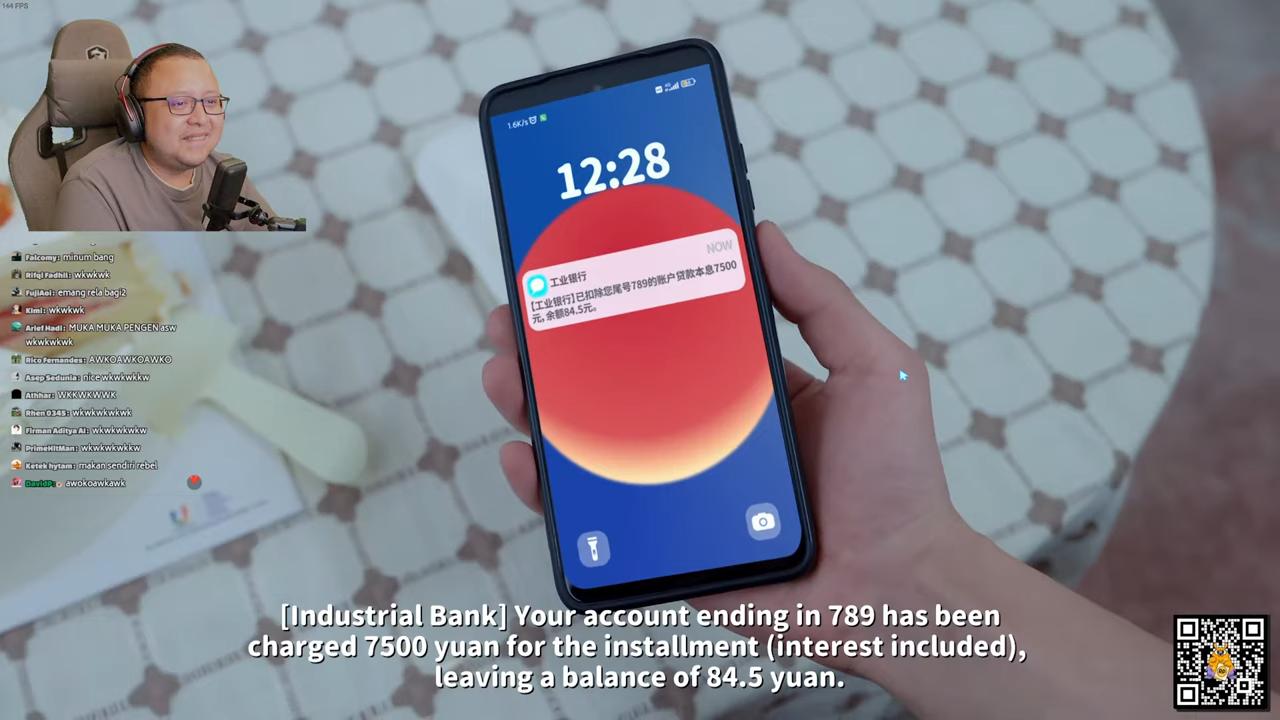 144 FPS
Falcomy: minum bang
Rifqi Fadhli: wkwkwk
FujiAoi: emang rela bagi2
Kimi: wkwkwk
Arief Hadi: MUKA MUKA PENGEN asw
wkwkwkwk
Rico Fernandes: AWKOAWKOAWKO
Asep Sedunia: nice wkwkwkkw
Athhar: WKKWKWWK
Rhen 0345: wkwkwkwkwk
Firman Aditya AI: wkwkwkwkw
PrimeHitMan: wkwkwkwkkw
Ketek hytam: makan sendiri rebel
DavidP: awokoawkawk
1.6K/s
4G
12:28
NOW
工业银行
【工业银行】已扣除您尾号789的账户贷款本息7500
元, 余额84.5元。
[Industrial Bank] Your account ending in 789 has been
charged 7500 yuan for the installment (interest included),
leaving a balance of 84.5 yuan.